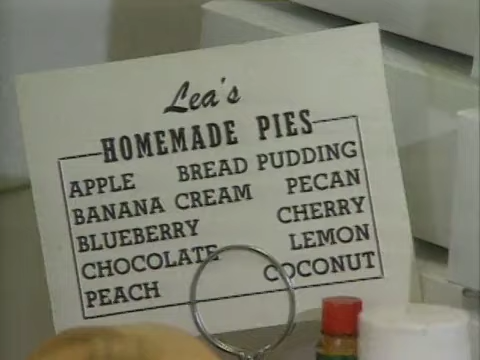 Lea's
HOMEMADE PIES
APPLE BREAD PUDDING
BANANA CREAM PECAN
BLUEBERRY CHERRY
CHOCOLATE LEMON
PEACH COCONUT